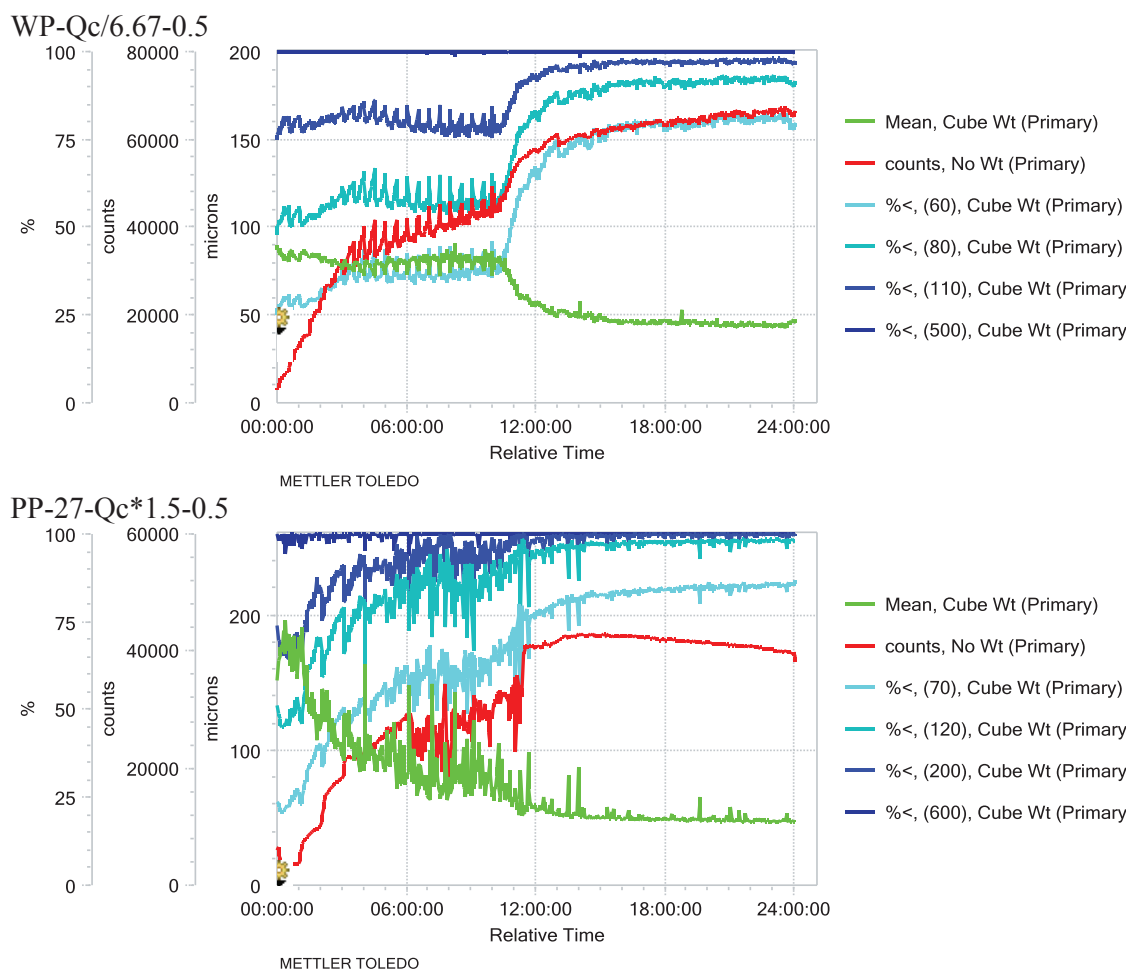 WP-Qc/6.67-0.5
100 80000 200
75 60000 150
50 40000 100
25 20000 50
0 0 0
%
counts
microns
00:00:00 06:00:00 12:00:00 18:00:00 24:00:00
Relative Time
METTLER TOLEDO
Mean, Cube Wt (Primary)
counts, No Wt (Primary)
%<, (60), Cube Wt (Primary)
%<, (80), Cube Wt (Primary)
%<, (110), Cube Wt (Primary
%<, (500), Cube Wt (Primary
PP-27-Qc*1.5-0.5
100 60000
75 200
40000
50
100
25 20000
0 0 0
%
counts
microns
00:00:00 06:00:00 12:00:00 18:00:00 24:00:00
Relative Time
METTLER TOLEDO
Mean, Cube Wt (Primary)
counts, No Wt (Primary)
%<, (70), Cube Wt (Primary)
%<, (120), Cube Wt (Primary
%<, (200), Cube Wt (Primary
%<, (600), Cube Wt (Primary